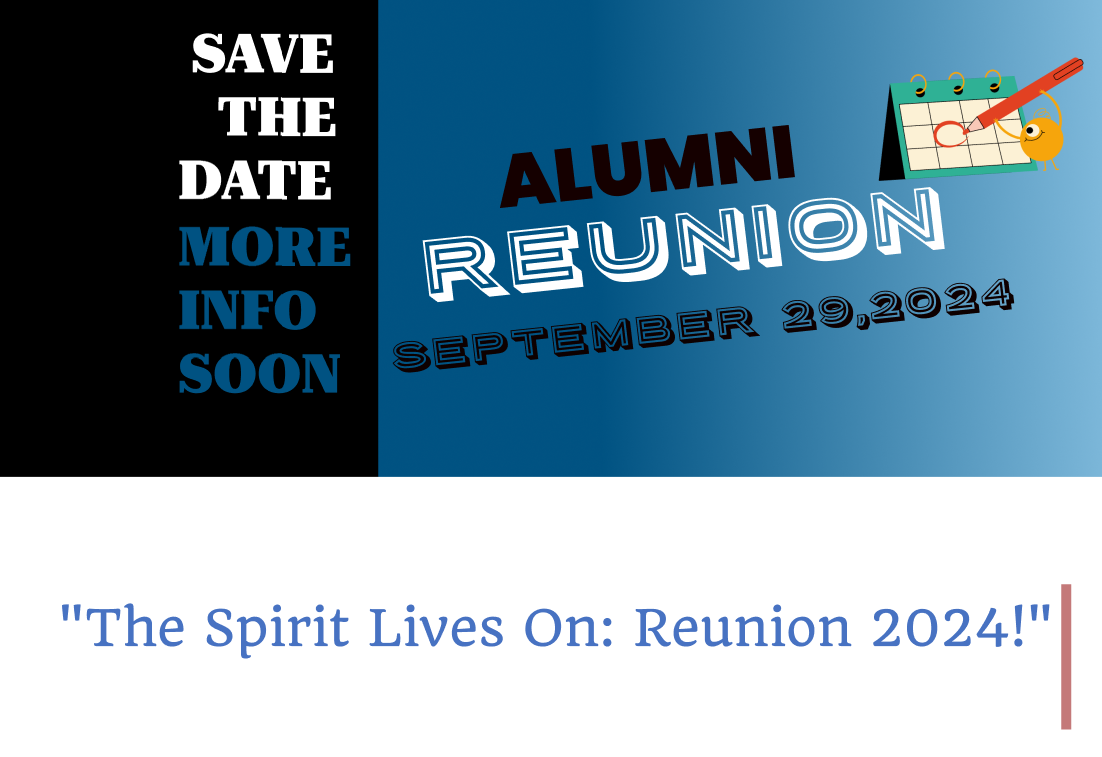 SAVE
THE
DATE
MORE
INFO
SOON
ALUMNI
REUNION
SEPTEMBER 29,2024
"The Spirit Lives On: Reunion 2024!"